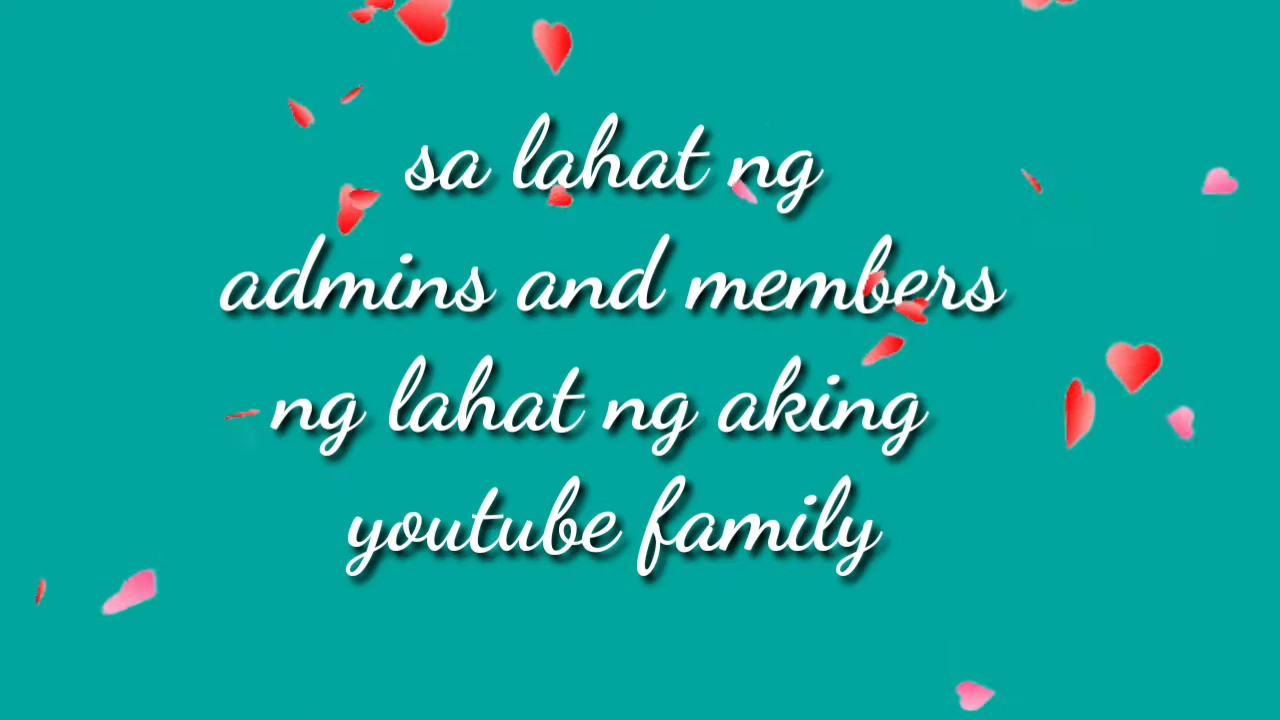 sa lahat ng
admins and members
ng lahat ng aking
youtube family